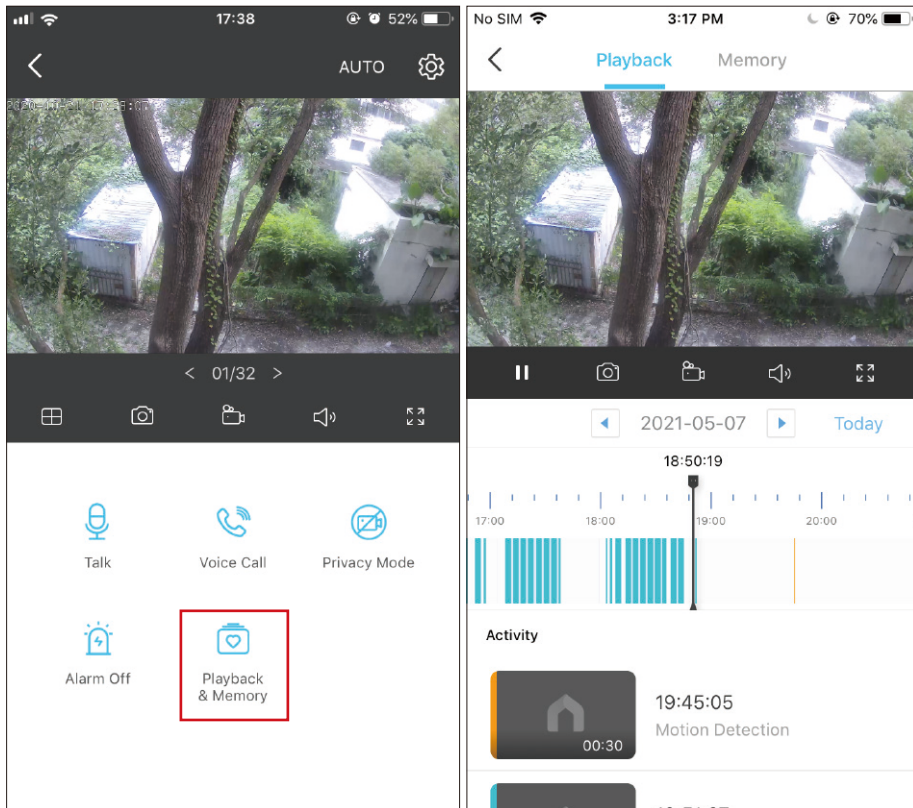 17:38
52%
AUTO
01/32
Talk
Voice Call
Privacy Mode
Alarm Off
Playback
& Memory
No SIM
3:17 PM
70%
Playback
Memory
2021-05-07
Today
18:50:19
17:00
18:00
19:00
20:00
Activity
19:45:05
Motion Detection
00:30